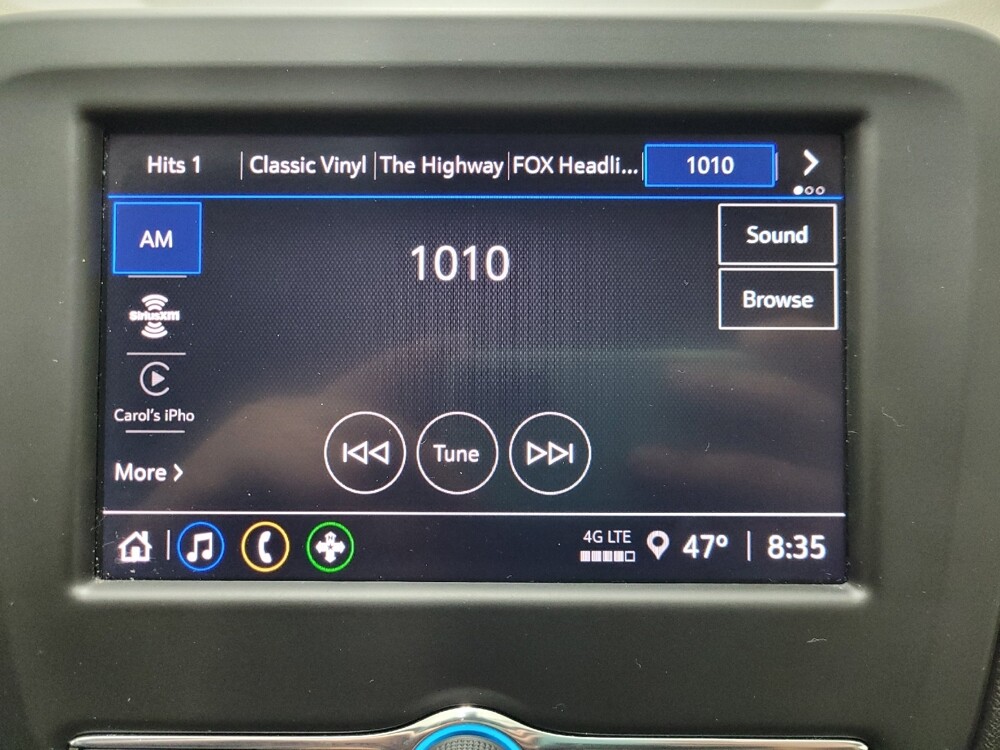 Hits 1 Classic Vinyl The Highway FOX Headli... 1010
AM
1010
Sound
SiriusXM
Browse
Carol's iPho
Tune
More
4G LTE
47° 8:35